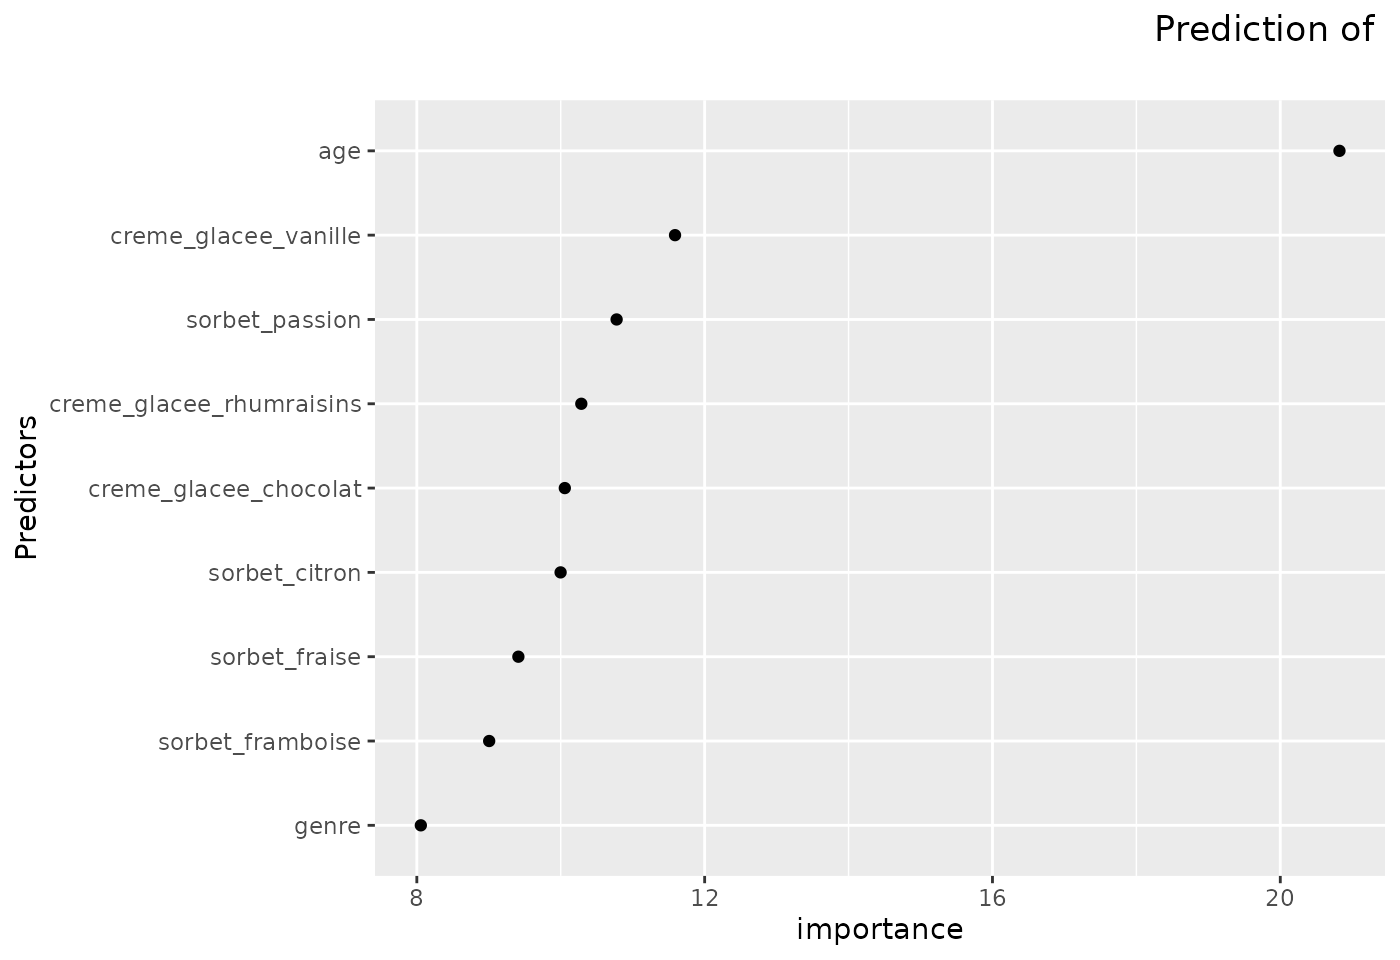 Prediction of
age
creme_glacee_vanille
sorbet_passion
creme_glacee_rhumraisins
creme_glacee_chocolat
sorbet_citron
sorbet_fraise
sorbet_framboise
genre
Predictors
8 12 16 20
importance